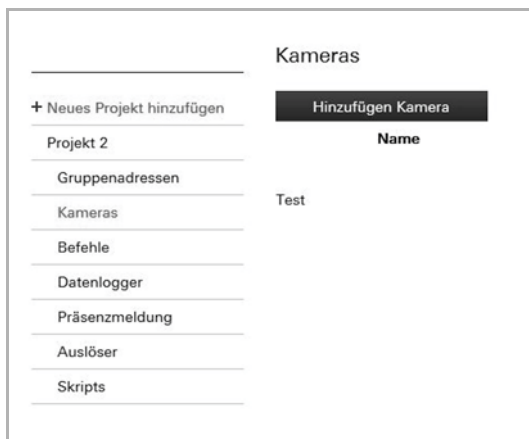 Kameras
+ Neues Projekt hinzufügen
Hinzufügen Kamera
Projekt 2
Name
Gruppenadressen
Kameras
Test
Befehle
Datenlogger
Präsenzmeldung
Auslöser
Skripts